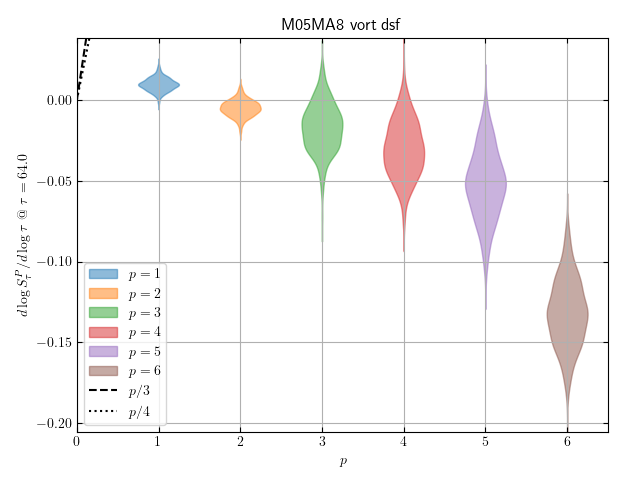 M05MA8 vort dsf
d log S_τ^P / d log τ @ τ = 64.0
0.00
−0.05
−0.10
−0.15
−0.20
p = 1
p = 2
p = 3
p = 4
p = 5
p = 6
p/3
p/4
0 1 2 3 4 5 6
p